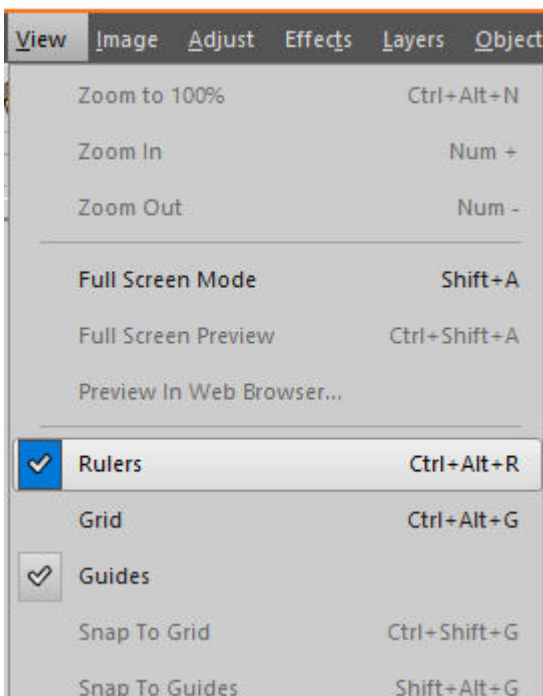 View Image Adjust Effects Layers Object
Zoom to 100% Ctrl+Alt+N
Zoom In Num +
Zoom Out Num -
Full Screen Mode Shift+A
Full Screen Preview Ctrl+Shift+A
Preview In Web Browser...
Rulers Ctrl+Alt+R
Grid Ctrl+Alt+G
Guides
Snap To Grid Ctrl+Shift+G
Snap To Guides Shift+Alt+G